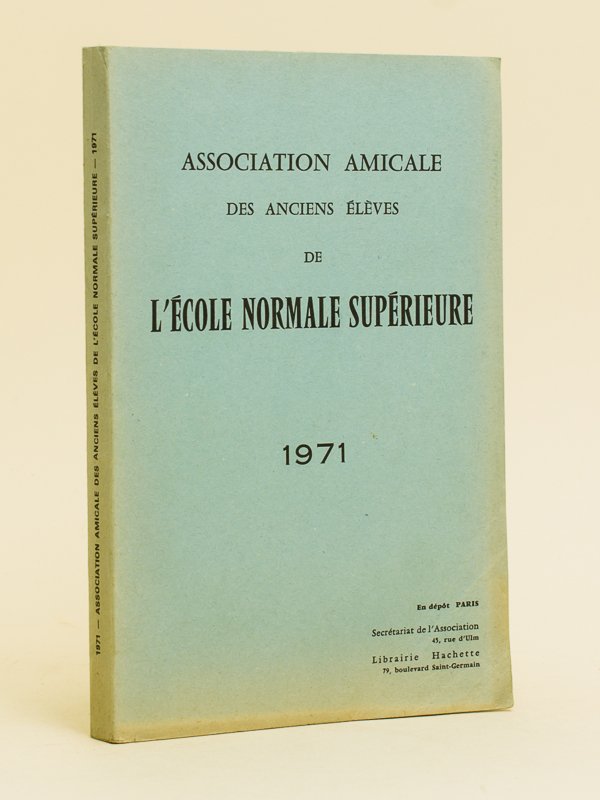 1971 — ASSOCIATION AMICALE DES ANCIENS ÉLÈVES DE L'ÉCOLE NORMALE SUPÉRIEURE — 1971
ASSOCIATION AMICALE
DES ANCIENS ÉLÈVES
DE
L'ÉCOLE NORMALE SUPÉRIEURE
1971
En dépôt PARIS
Secrétariat de l'Association
45, rue d'Ulm
Librairie Hachette
79, boulevard Saint-Germain